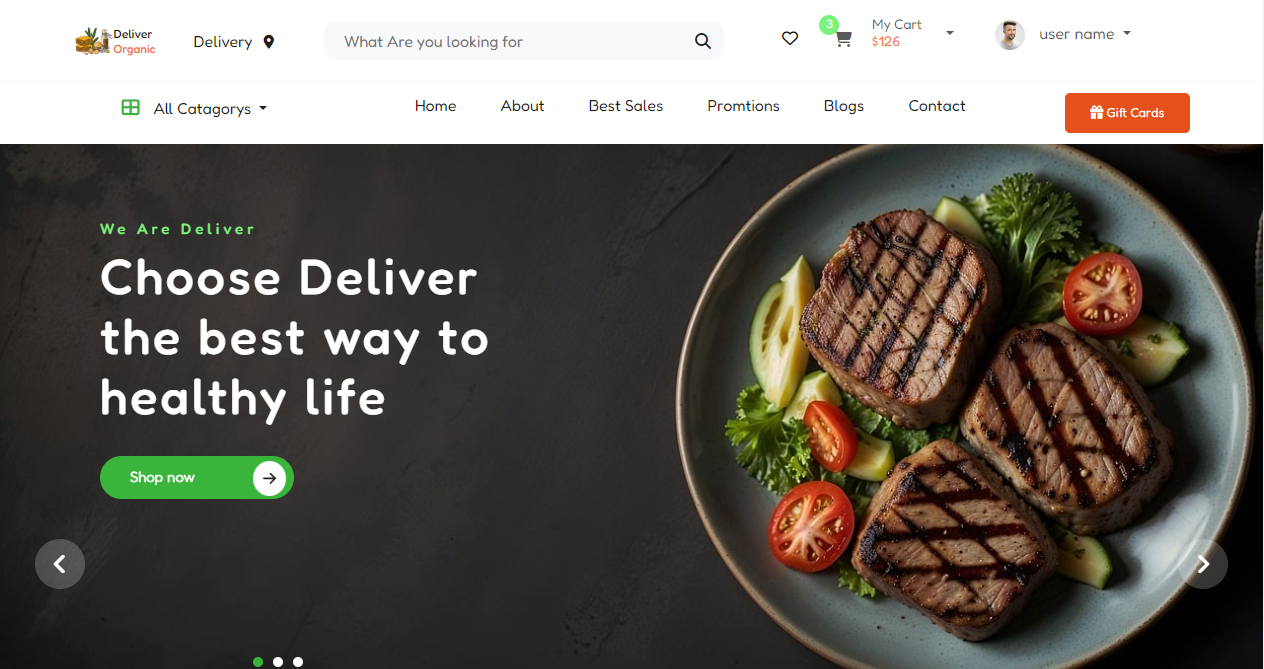 Deliver
Organic
Delivery
What Are you looking for
3
My Cart
$126
user name
All Catagorys
Home
About
Best Sales
Promtions
Blogs
Contact
Gift Cards
We Are Deliver
Choose Deliver
the best way to
healthy life
Shop now